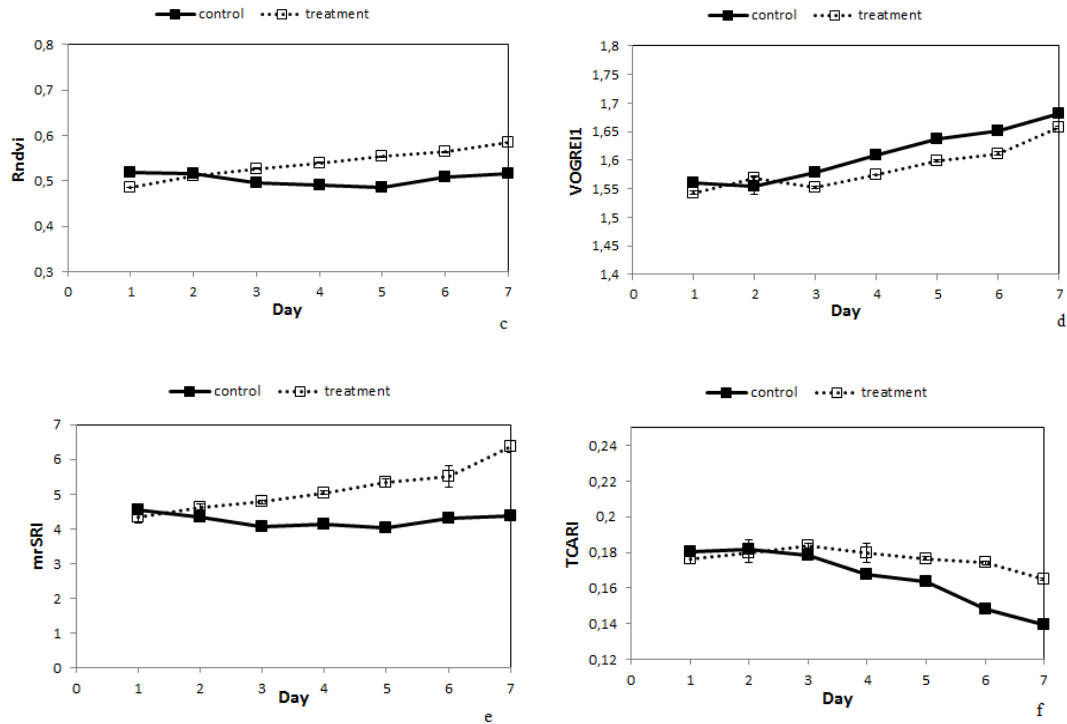 control treatment
0,8
0,7
0,6
0,5
0,4
0,3
Rndvi
0 1 2 3 4 5 6 7
Day
c
control treatment
1,8
1,75
1,7
1,65
1,6
1,55
1,5
1,45
1,4
VOGREI1
0 1 2 3 4 5 6 7
Day
d
control treatment
7
6
5
4
3
2
1
0
mrSRI
0 1 2 3 4 5 6 7
Day
e
control treatment
0,24
0,22
0,2
0,18
0,16
0,14
0,12
TCARI
0 1 2 3 4 5 6 7
Day
f